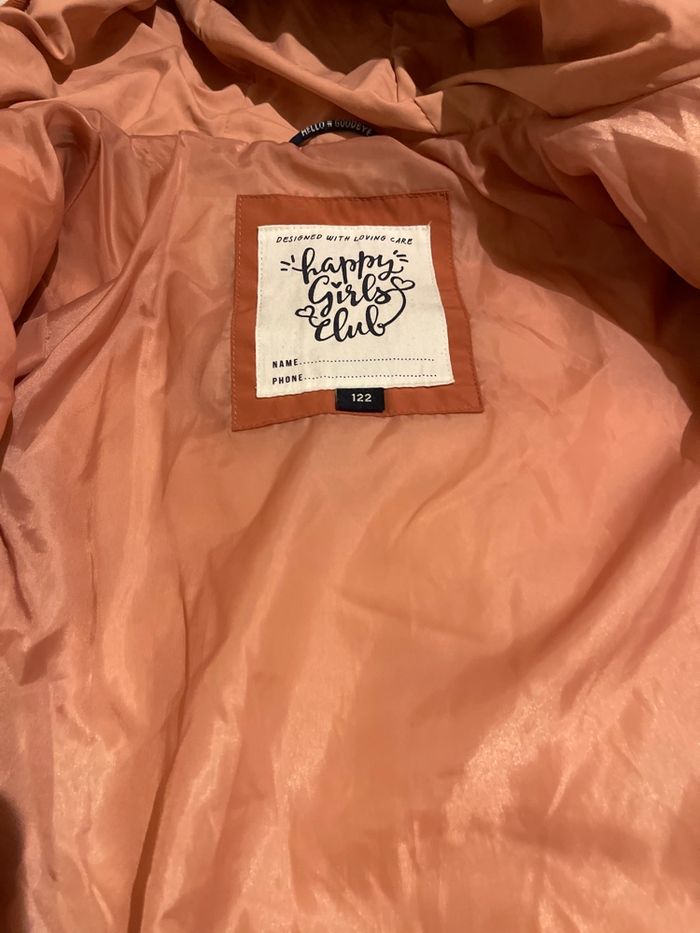 HELLO # GOODBYE
DESIGNED WITH LOVING CARE
happy
Girls
Club
NAME
PHONE
122